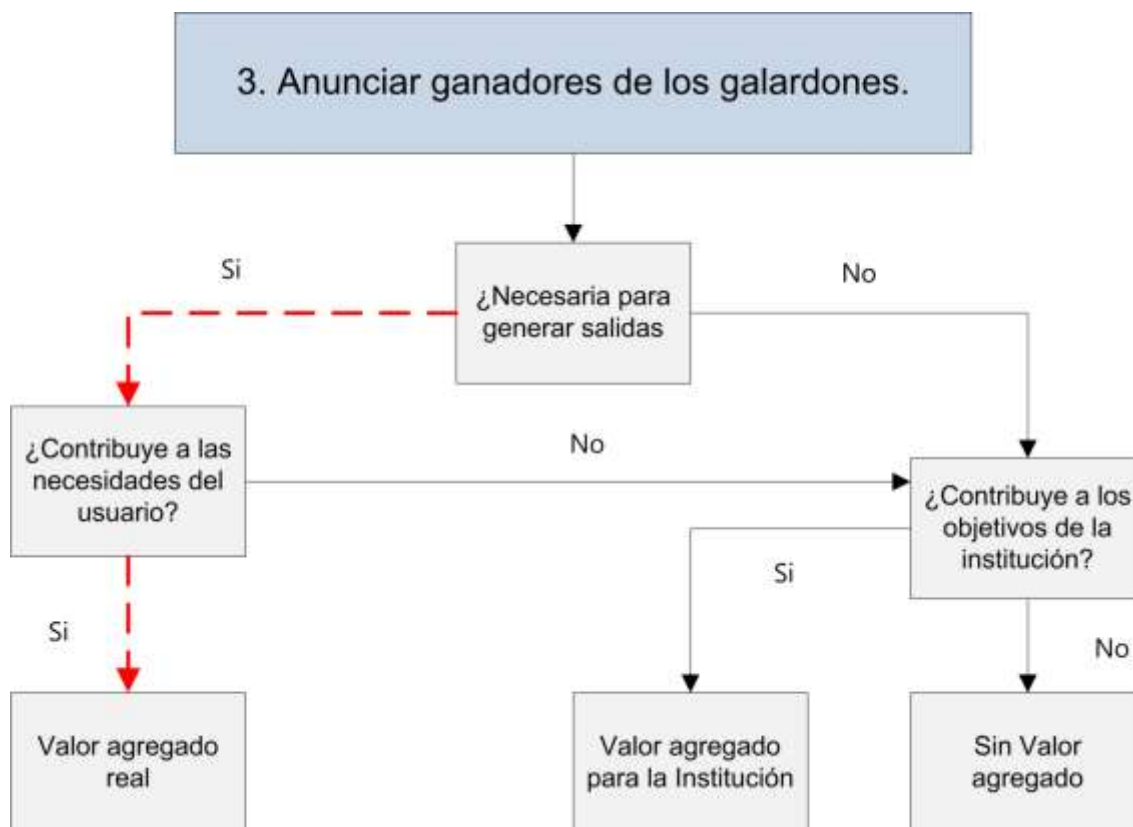 3. Anunciar ganadores de los galardones.
Si
¿Necesaria para
generar salidas
No
¿Contribuye a las
necesidades del
usuario?
No
¿Contribuye a los
objetivos de la
institución?
Si
Si
No
Valor agregado
real
Valor agregado
para la Institución
Sin Valor
agregado